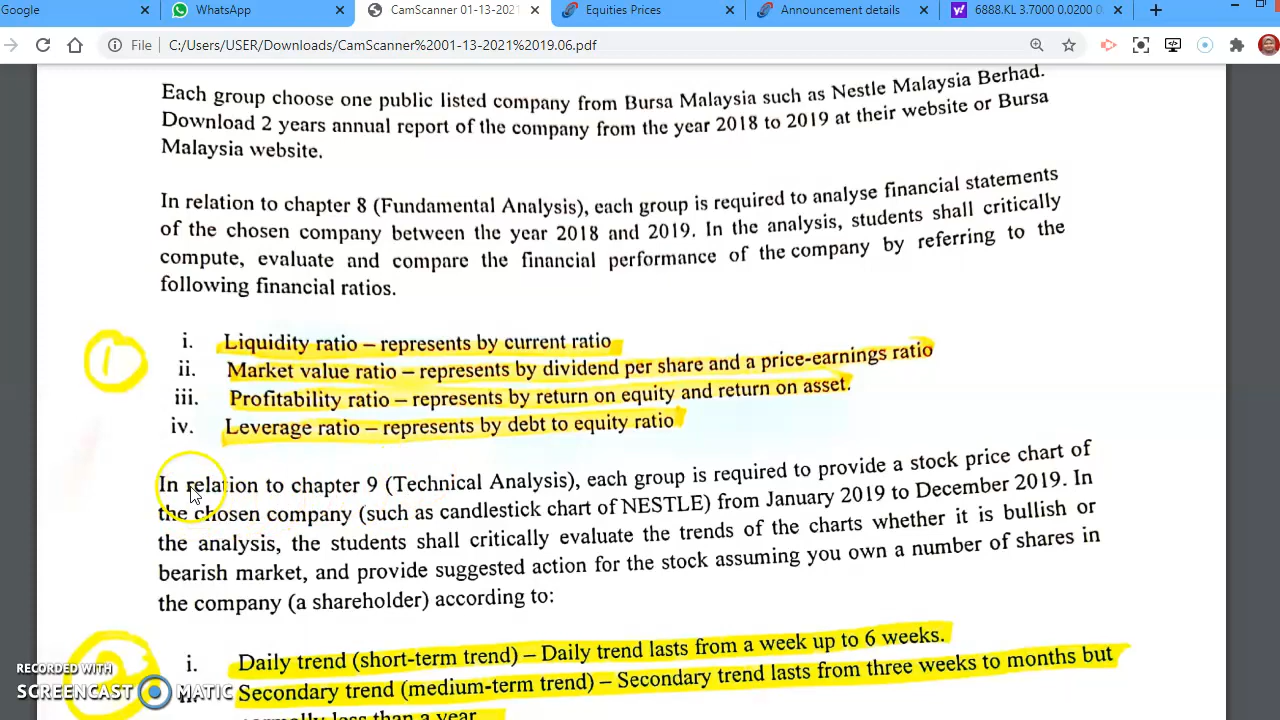 Google
WhatsApp
CamScanner 01-13-2021
Equities Prices
Announcement details
6888.KL 3.7000 0.0200
File
C:/Users/USER/Downloads/CamScanner%2001-13-2021%2019.06.pdf
Each group choose one public listed company from Bursa Malaysia such as Nestle Malaysia Berhad.
Download 2 years annual report of the company from the year 2018 to 2019 at their website or Bursa
Malaysia website.
In relation to chapter 8 (Fundamental Analysis), each group is required to analyse financial statements
of the chosen company between the year 2018 and 2019. In the analysis, students shall critically
compute, evaluate and compare the financial performance of the company by referring to the
following financial ratios.
1
i. Liquidity ratio – represents by current ratio
ii. Market value ratio – represents by dividend per share and a price-earnings ratio
iii. Profitability ratio – represents by return on equity and return on asset.
iv. Leverage ratio – represents by debt to equity ratio
In relation to chapter 9 (Technical Analysis), each group is required to provide a stock price chart of
the chosen company (such as candlestick chart of NESTLE) from January 2019 to December 2019. In
the analysis, the students shall critically evaluate the trends of the charts whether it is bullish or
bearish market, and provide suggested action for the stock assuming you own a number of shares in
the company (a shareholder) according to:
i. Daily trend (short-term trend) – Daily trend lasts from a week up to 6 weeks.
ii. Secondary trend (medium-term trend) – Secondary trend lasts from three weeks to months but
normally less than a year.
RECORDED WITH
SCREENCAST MATIC